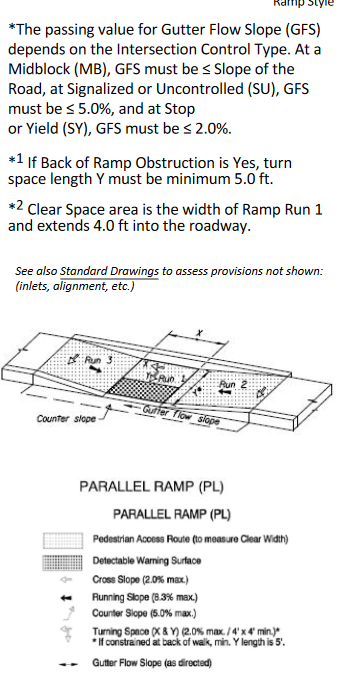 Ramp Style
*The passing value for Gutter Flow Slope (GFS)
depends on the Intersection Control Type. At a
Midblock (MB), GFS must be ≤ Slope of the
Road, at Signalized or Uncontrolled (SU), GFS
must be ≤ 5.0%, and at Stop
or Yield (SY), GFS must be ≤ 2.0%.
*1 If Back of Ramp Obstruction is Yes, turn
space length Y must be minimum 5.0 ft.
*2 Clear Space area is the width of Ramp Run 1
and extends 4.0 ft into the roadway.
See also Standard Drawings to assess provisions not shown:
(inlets, alignment, etc.)
X
Run 3
X
Y
Run 1
Run 2
Counter slope
Gutter flow slope
PARALLEL RAMP (PL)
PARALLEL RAMP (PL)
Pedestrian Access Route (to measure Clear Width)
Detectable Warning Surface
Cross Slope (2.0% max.)
Running Slope (8.3% max.)
Counter Slope (5.0% max.)
Turning Space (X & Y) (2.0% max. / 4' x 4' min.)*
* If constrained at back of walk, min. Y length is 5'.
Gutter Flow Slope (as directed)